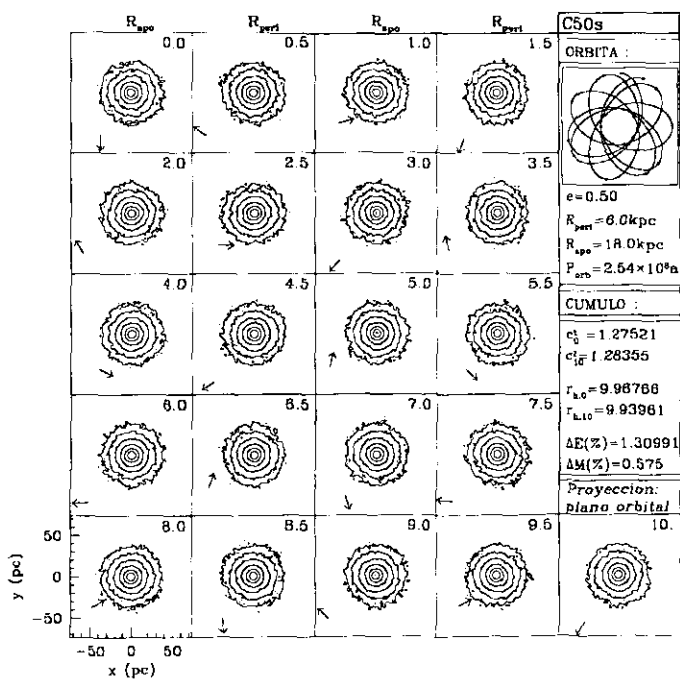 R_apo R_peri R_apo R_peri
C50s
0.0 0.5 1.0 1.5
ORBITA :
2.0 2.5 3.0 3.5
e=0.50
R_peri=6.0kpc
R_apo=18.0kpc
P_orb=2.54×10⁸a
4.0 4.5 5.0 5.5
CUMULO :
c_0^t=1.27521
c_10^t=1.28355
r_h,0=9.96766
r_h,10=9.93961
6.0 6.5 7.0 7.5
ΔE(%)=1.30991
ΔM(%)=0.575
Proyeccion:
plano orbital
8.0 8.5 9.0 9.5 10.
50
0
−50
y (pc)
−50 0 50
x (pc)